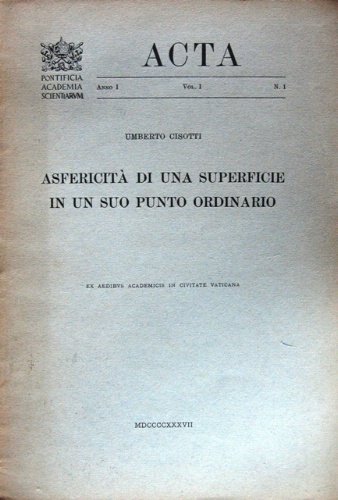 ACTA
PONTIFICIA
ACADEMIA
SCIENTIARVM
Anno I Vol. I N. 1
UMBERTO CISOTTI
ASFERICITÀ DI UNA SUPERFICIE
IN UN SUO PUNTO ORDINARIO
EX AEDIBVS ACADEMICIS IN CIVITATE VATICANA
MDCCCCXXXVII